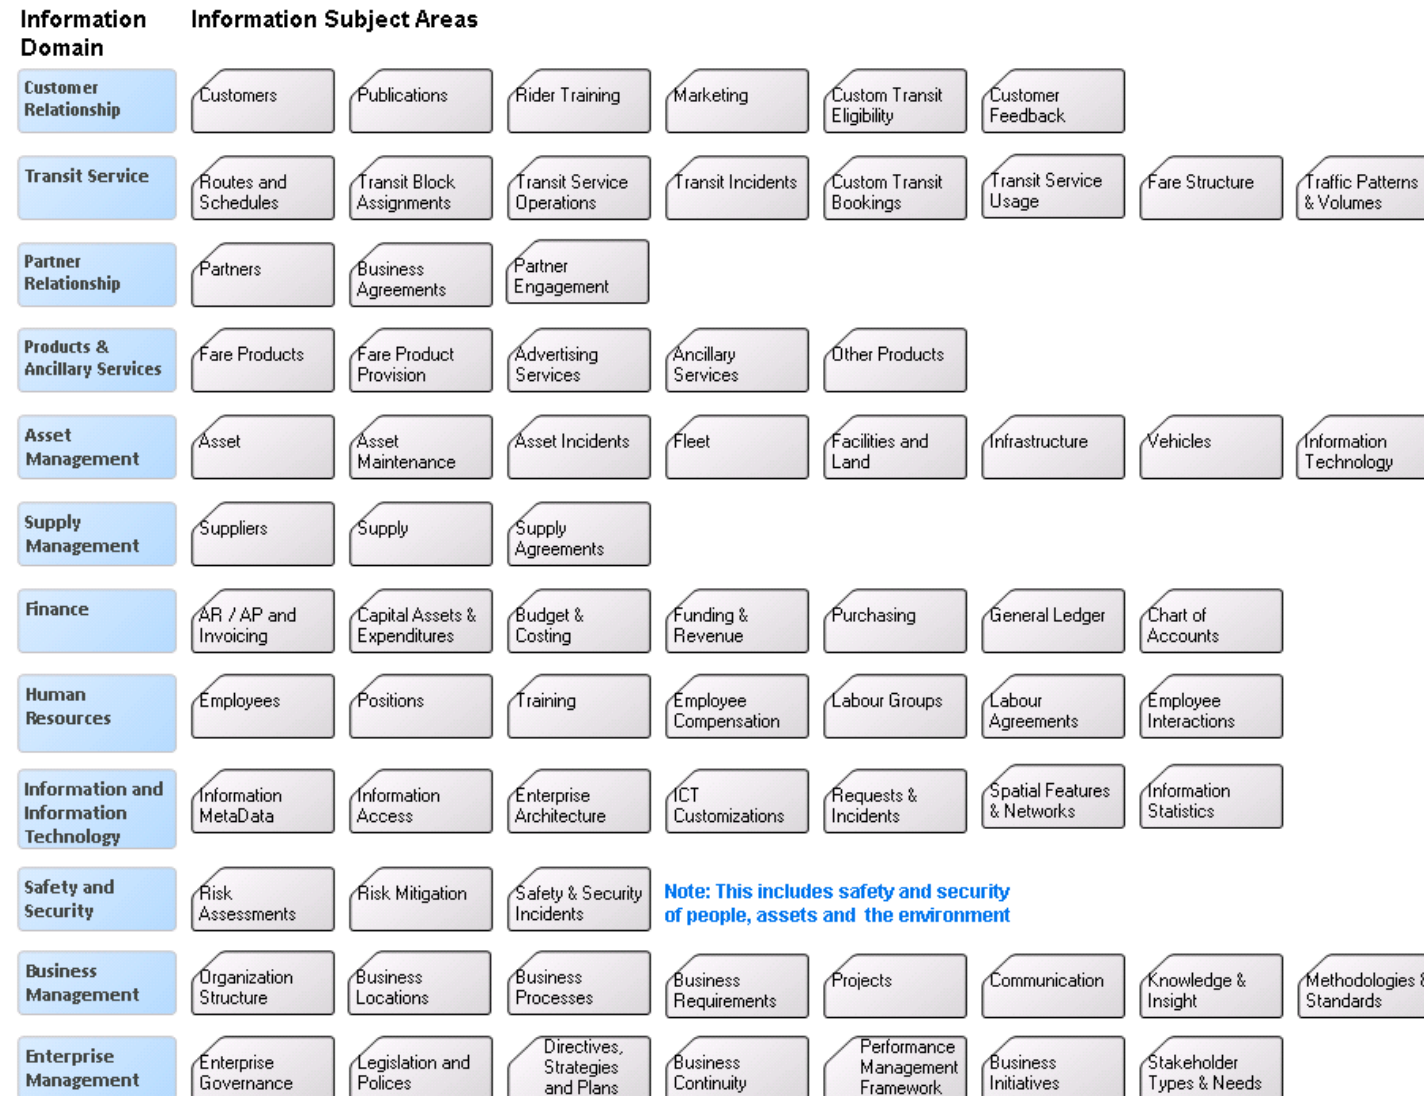 Information Domain
Information Subject Areas
Customer
Relationship
Customers
Publications
Rider Training
Marketing
Custom Transit
Eligibility
Customer
Feedback
Transit Service
Routes and
Schedules
Transit Block
Assignments
Transit Service
Operations
Transit Incidents
Custom Transit
Bookings
Transit Service
Usage
Fare Structure
Traffic Patterns
& Volumes
Partner
Relationship
Partners
Business
Agreements
Partner
Engagement
Products &
Ancillary Services
Fare Products
Fare Product
Provision
Advertising
Services
Ancillary
Services
Other Products
Asset
Management
Asset
Asset
Maintenance
Asset Incidents
Fleet
Facilities and
Land
Infrastructure
Vehicles
Information
Technology
Supply
Management
Suppliers
Supply
Supply
Agreements
Finance
AR / AP and
Invoicing
Capital Assets &
Expenditures
Budget &
Costing
Funding &
Revenue
Purchasing
General Ledger
Chart of
Accounts
Human
Resources
Employees
Positions
Training
Employee
Compensation
Labour Groups
Labour
Agreements
Employee
Interactions
Information and
Information
Technology
Information
MetaData
Information
Access
Enterprise
Architecture
ICT
Customizations
Requests &
Incidents
Spatial Features
& Networks
Information
Statistics
Safety and
Security
Risk
Assessments
Risk Mitigation
Safety & Security
Incidents
Note: This includes safety and security
of people, assets and the environment
Business
Management
Organization
Structure
Business
Locations
Business
Processes
Business
Requirements
Projects
Communication
Knowledge &
Insight
Methodologies &
Standards
Enterprise
Management
Enterprise
Governance
Legislation and
Polices
Directives,
Strategies
and Plans
Business
Continuity
Performance
Management
Framework
Business
Initiatives
Stakeholder
Types & Needs